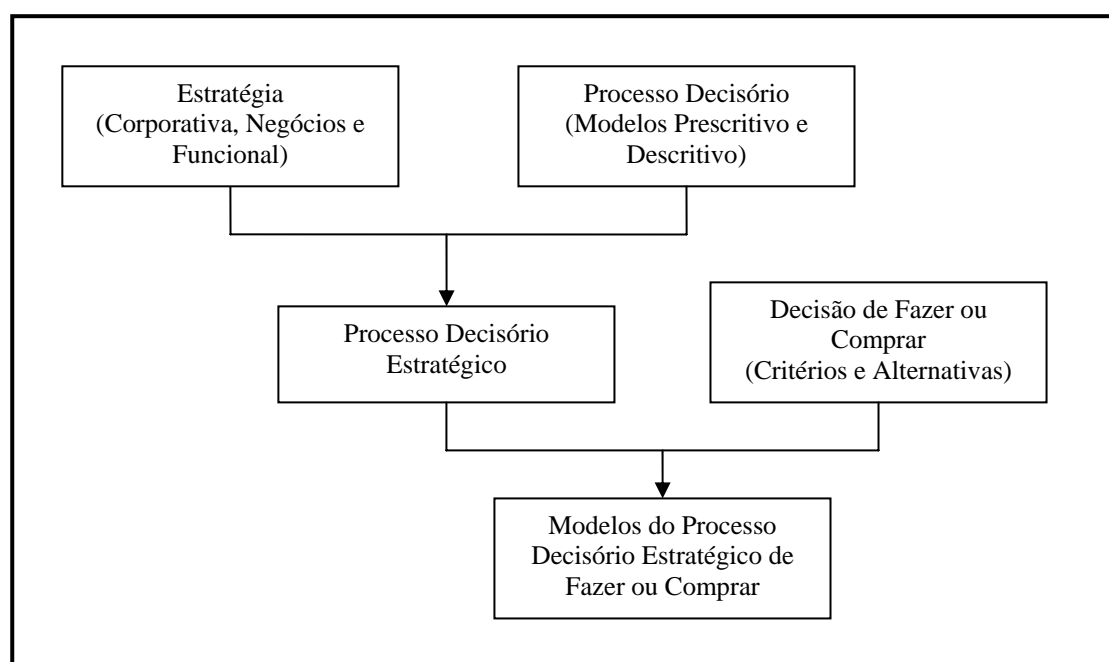 Estratégia
(Corporativa, Negócios e
Funcional)
Processo Decisório
(Modelos Prescritivo e
Descritivo)
Processo Decisório
Estratégico
Decisão de Fazer ou
Comprar
(Critérios e Alternativas)
Modelos do Processo
Decisório Estratégico de
Fazer ou Comprar